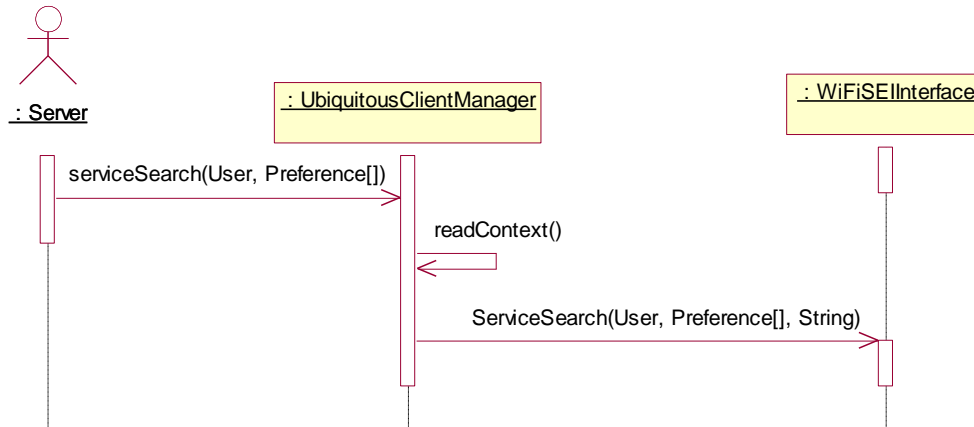 : Server
: UbiquitousClientManager
: WiFiSEIInterface
serviceSearch(User, Preference[])
readContext()
ServiceSearch(User, Preference[], String)